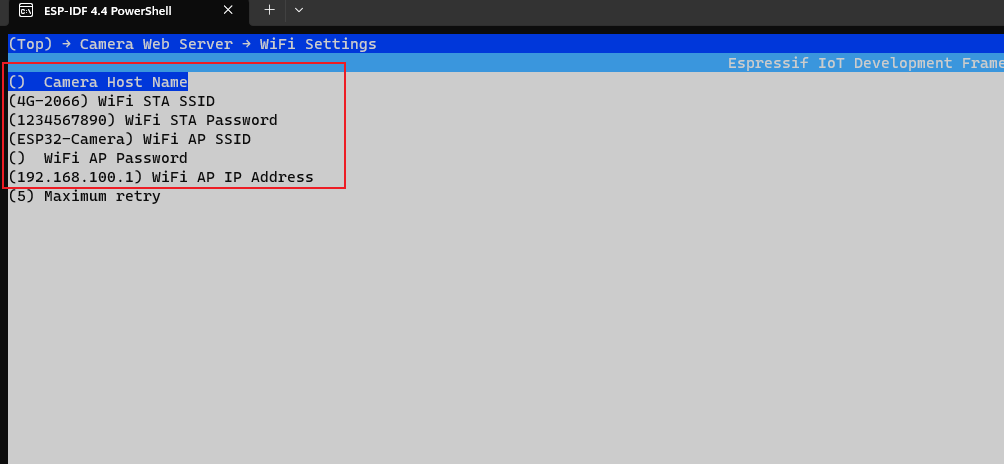 ESP-IDF 4.4 PowerShell
(Top) → Camera Web Server → WiFi Settings
Espressif IoT Development Frame
() Camera Host Name
(4G-2066) WiFi STA SSID
(1234567890) WiFi STA Password
(ESP32-Camera) WiFi AP SSID
() WiFi AP Password
(192.168.100.1) WiFi AP IP Address
(5) Maximum retry